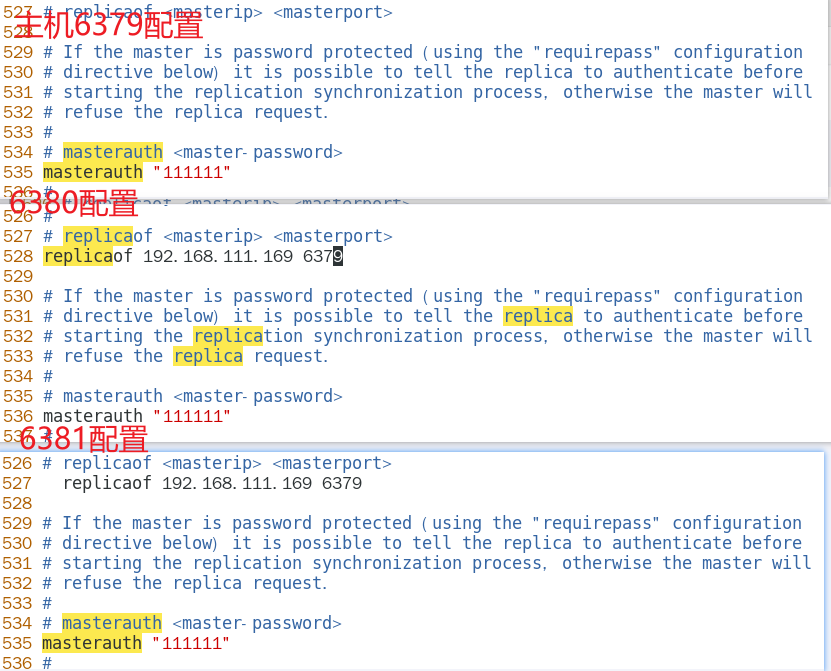 527 # replicaof <masterip> <masterport>
主机6379配置
528
529 # If the master is password protected (using the "requirepass" configuration
530 # directive below) it is possible to tell the replica to authenticate before
531 # starting the replication synchronization process, otherwise the master will
532 # refuse the replica request.
533 #
534 # masterauth <master-password>
535 masterauth "111111"
536 #
6380配置
# replicaof <masterip> <masterport>
526 #
527 # replicaof <masterip> <masterport>
528 replicaof 192.168.111.169 6379
529
530 # If the master is password protected (using the "requirepass" configuration
531 # directive below) it is possible to tell the replica to authenticate before
532 # starting the replication synchronization process, otherwise the master will
533 # refuse the replica request.
534 #
535 # masterauth <master-password>
536 masterauth "111111"
537 #
6381配置
526 # replicaof <masterip> <masterport>
527 replicaof 192.168.111.169 6379
528
529 # If the master is password protected (using the "requirepass" configuration
530 # directive below) it is possible to tell the replica to authenticate before
531 # starting the replication synchronization process, otherwise the master will
532 # refuse the replica request.
533 #
534 # masterauth <master-password>
535 masterauth "111111"
536 #